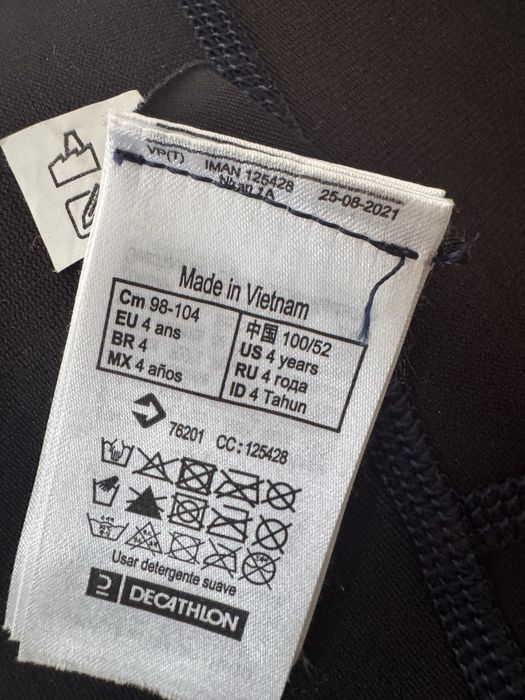 VP(T) IMAN 125428 25-08-2021
Made in Vietnam
Cm 98-104
EU 4 ans
BR 4
MX 4 años
中国 100/52
US 4 years
RU 4 года
ID 4 Tahun
76201 CC:125428
Usar detergente suave
DECATHLON